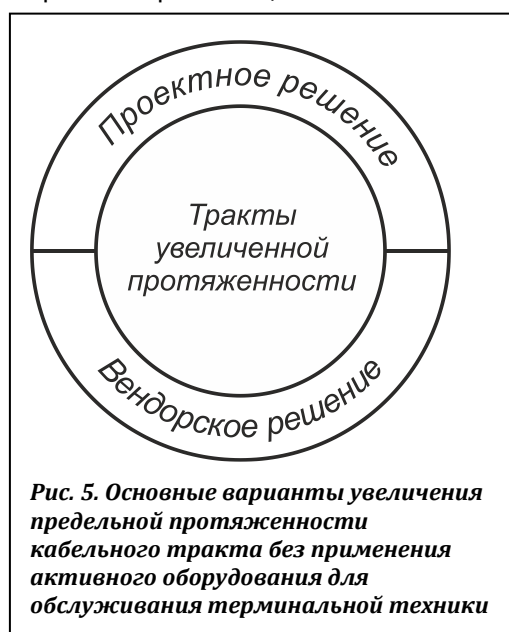 Проектное решение
Тракты
увеличенной
протяженности
Вендорское решение
Рис. 5. Основные варианты увеличения
предельной протяженности
кабельного тракта без применения
активного оборудования для
обслуживания терминальной техники